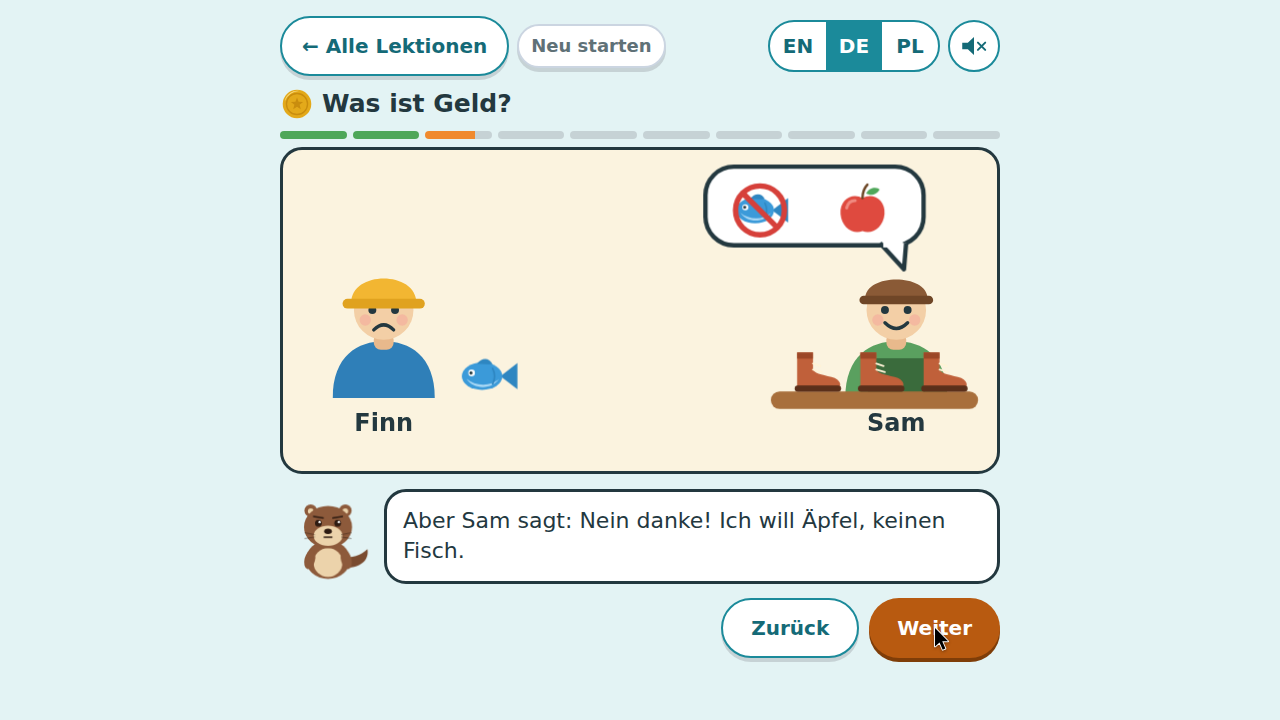 ← Alle Lektionen
Neu starten
EN
DE
PL
Was ist Geld?
Finn
Sam
Aber Sam sagt: Nein danke! Ich will Äpfel, keinen
Fisch.
Zurück
Weiter